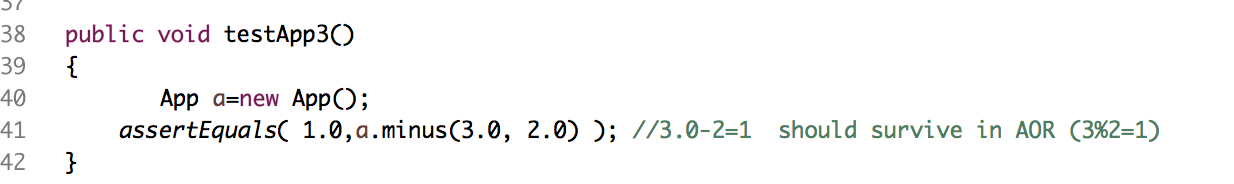 37
38 public void testApp3()
39 {
40 App a=new App();
41 assertEquals( 1.0,a.minus(3.0, 2.0) ); //3.0-2=1  should survive in AOR (3%2=1)
42 }